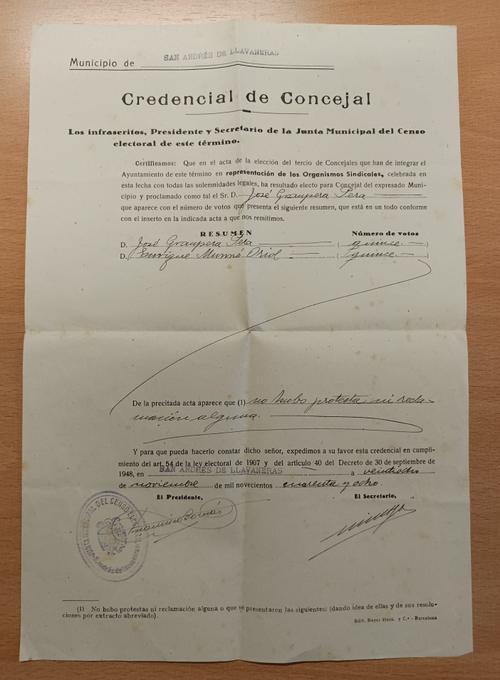 Municipio de SAN ANDRÉS DE LLAVANERAS
Credencial de Concejal
Los infrascritos, Presidente y Secretario de la Junta Municipal del Censo
electoral de este término.
Certificamos: Que en el acta de la elección del tercio de Concejales que han de integrar el
Ayuntamiento de este término en representación de los Organismos Sindicales, celebrada en
esta fecha con todas las solemnidades legales, ha resultado electo para Concejal del expresado Muni-
cipio y proclamado como tal el Sr. D. José Graupera Pera
que aparece con el número de votos que presenta el siguiente resumen, que está en un todo conforme
con el inserto en la indicada acta a que nos remitimos.
RESUMEN Número de votos
D. José Graupera Pera (quince
D. Enrique Munné Oriol (quince
De la precitada acta aparece que (1) no hubo protesta ni recla-
mación alguna.
Y para que pueda hacerlo constar dicho señor, expedimos a su favor esta credencial en cumpli-
miento del art. 54 de la ley electoral de 1907 y del artículo 40 del Decreto de 30 de septiembre de
1948, en SAN ANDRÉS DE LLAVANERAS a veintiocho
de noviembre de mil novecientos cuarenta y ocho
El Presidente, El Secretario,
(1) No hubo protestas ni reclamación alguna o que se presentaron las siguientes: (dando idea de ellas y de sus resolu-
ciones por extracto abreviado).
Edit. Bayer Hnos. y C.ª - Barcelona